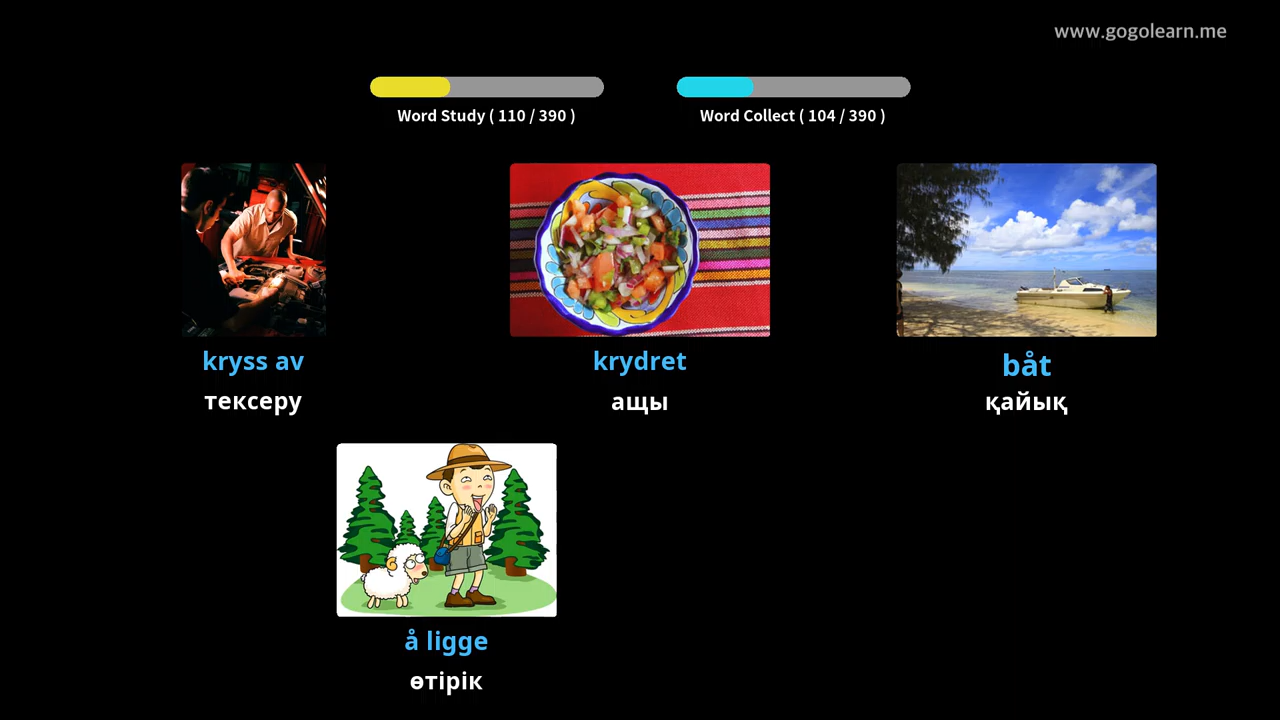 www.gogolearn.me
Word Study ( 110 / 390 )
Word Collect ( 104 / 390 )
kryss av
тексеру
krydret
ащы
båt
қайық
å ligge
өтірік